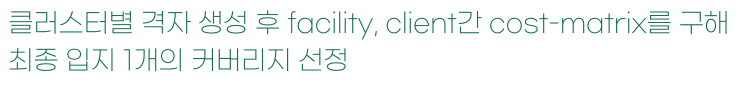 클러스터별 격자 생성 후 facility, client간 cost-matrix를 구해
최종 입지 1개의 커버리지 선정